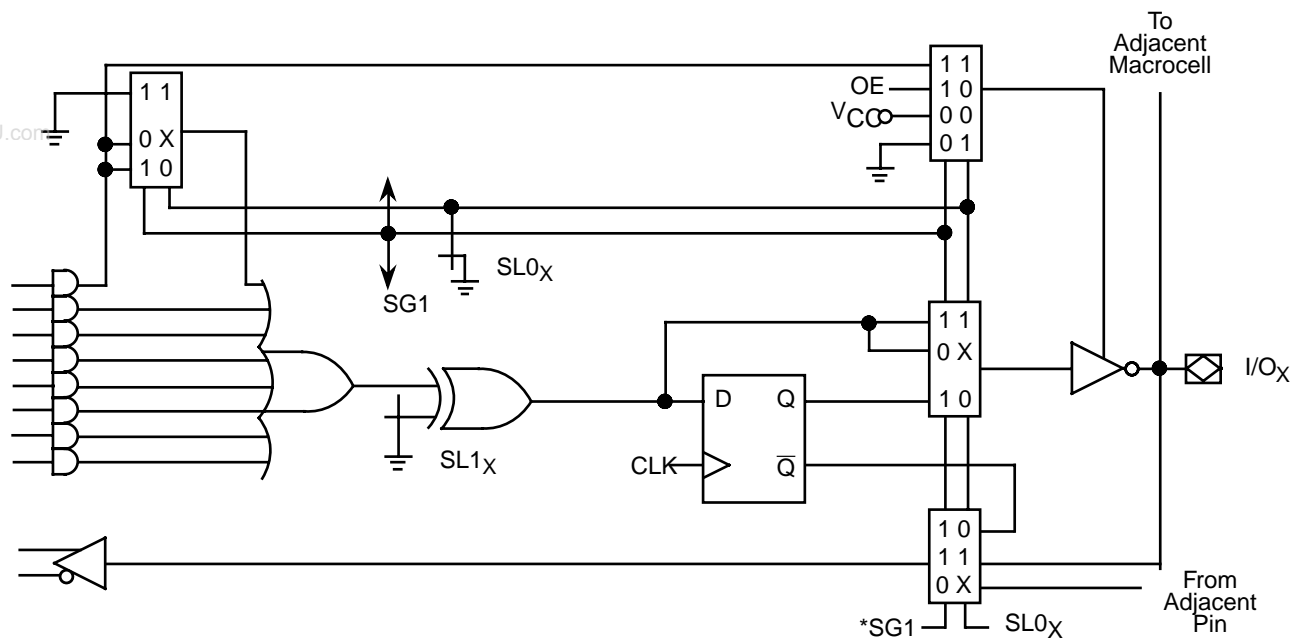 To
Adjacent
Macrocell
1 1
1 0
0 0
0 1
OE
VCC
1 1
0 X
1 0
J.com
SL0X
SG1
1 1
0 X
1 0
I/OX
D Q
CLK Q̅
SL1X
1 0
1 1
0 X
From
Adjacent
Pin
*SG1
SL0X